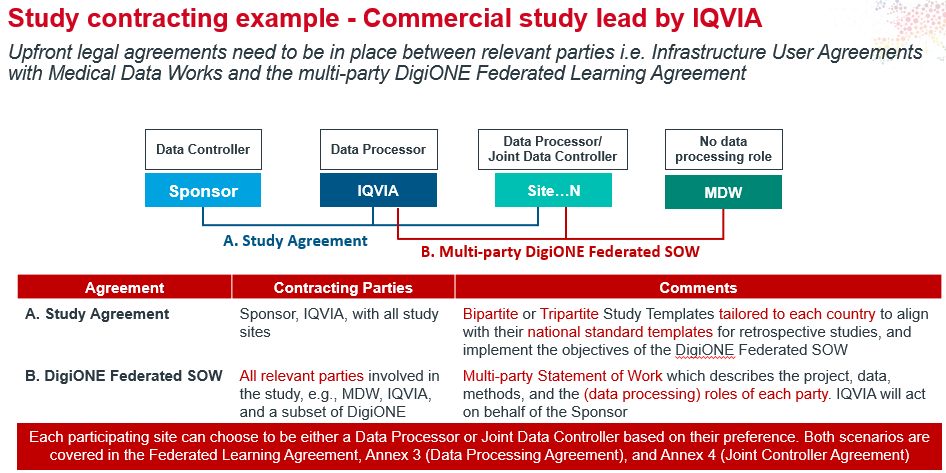 Study contracting example - Commercial study lead by IQVIA
Upfront legal agreements need to be in place between relevant parties i.e. Infrastructure User Agreements
with Medical Data Works and the multi-party DigiONE Federated Learning Agreement
Data Controller
Data Processor
Data Processor/
Joint Data Controller
No data
processing role
Sponsor
IQVIA
Site...N
MDW
A. Study Agreement
B. Multi-party DigiONE Federated SOW
Agreement
Contracting Parties
Comments
A. Study Agreement
Sponsor, IQVIA, with all study
sites
Bipartite or Tripartite Study Templates tailored to each country to align
with their national standard templates for retrospective studies, and
implement the objectives of the DigiONE Federated SOW
B. DigiONE Federated SOW
All relevant parties involved in
the study, e.g., MDW, IQVIA,
and a subset of DigiONE
Multi-party Statement of Work which describes the project, data,
methods, and the (data processing) roles of each party. IQVIA will act
on behalf of the Sponsor
Each participating site can choose to be either a Data Processor or Joint Data Controller based on their preference. Both scenarios are
covered in the Federated Learning Agreement, Annex 3 (Data Processing Agreement), and Annex 4 (Joint Controller Agreement)